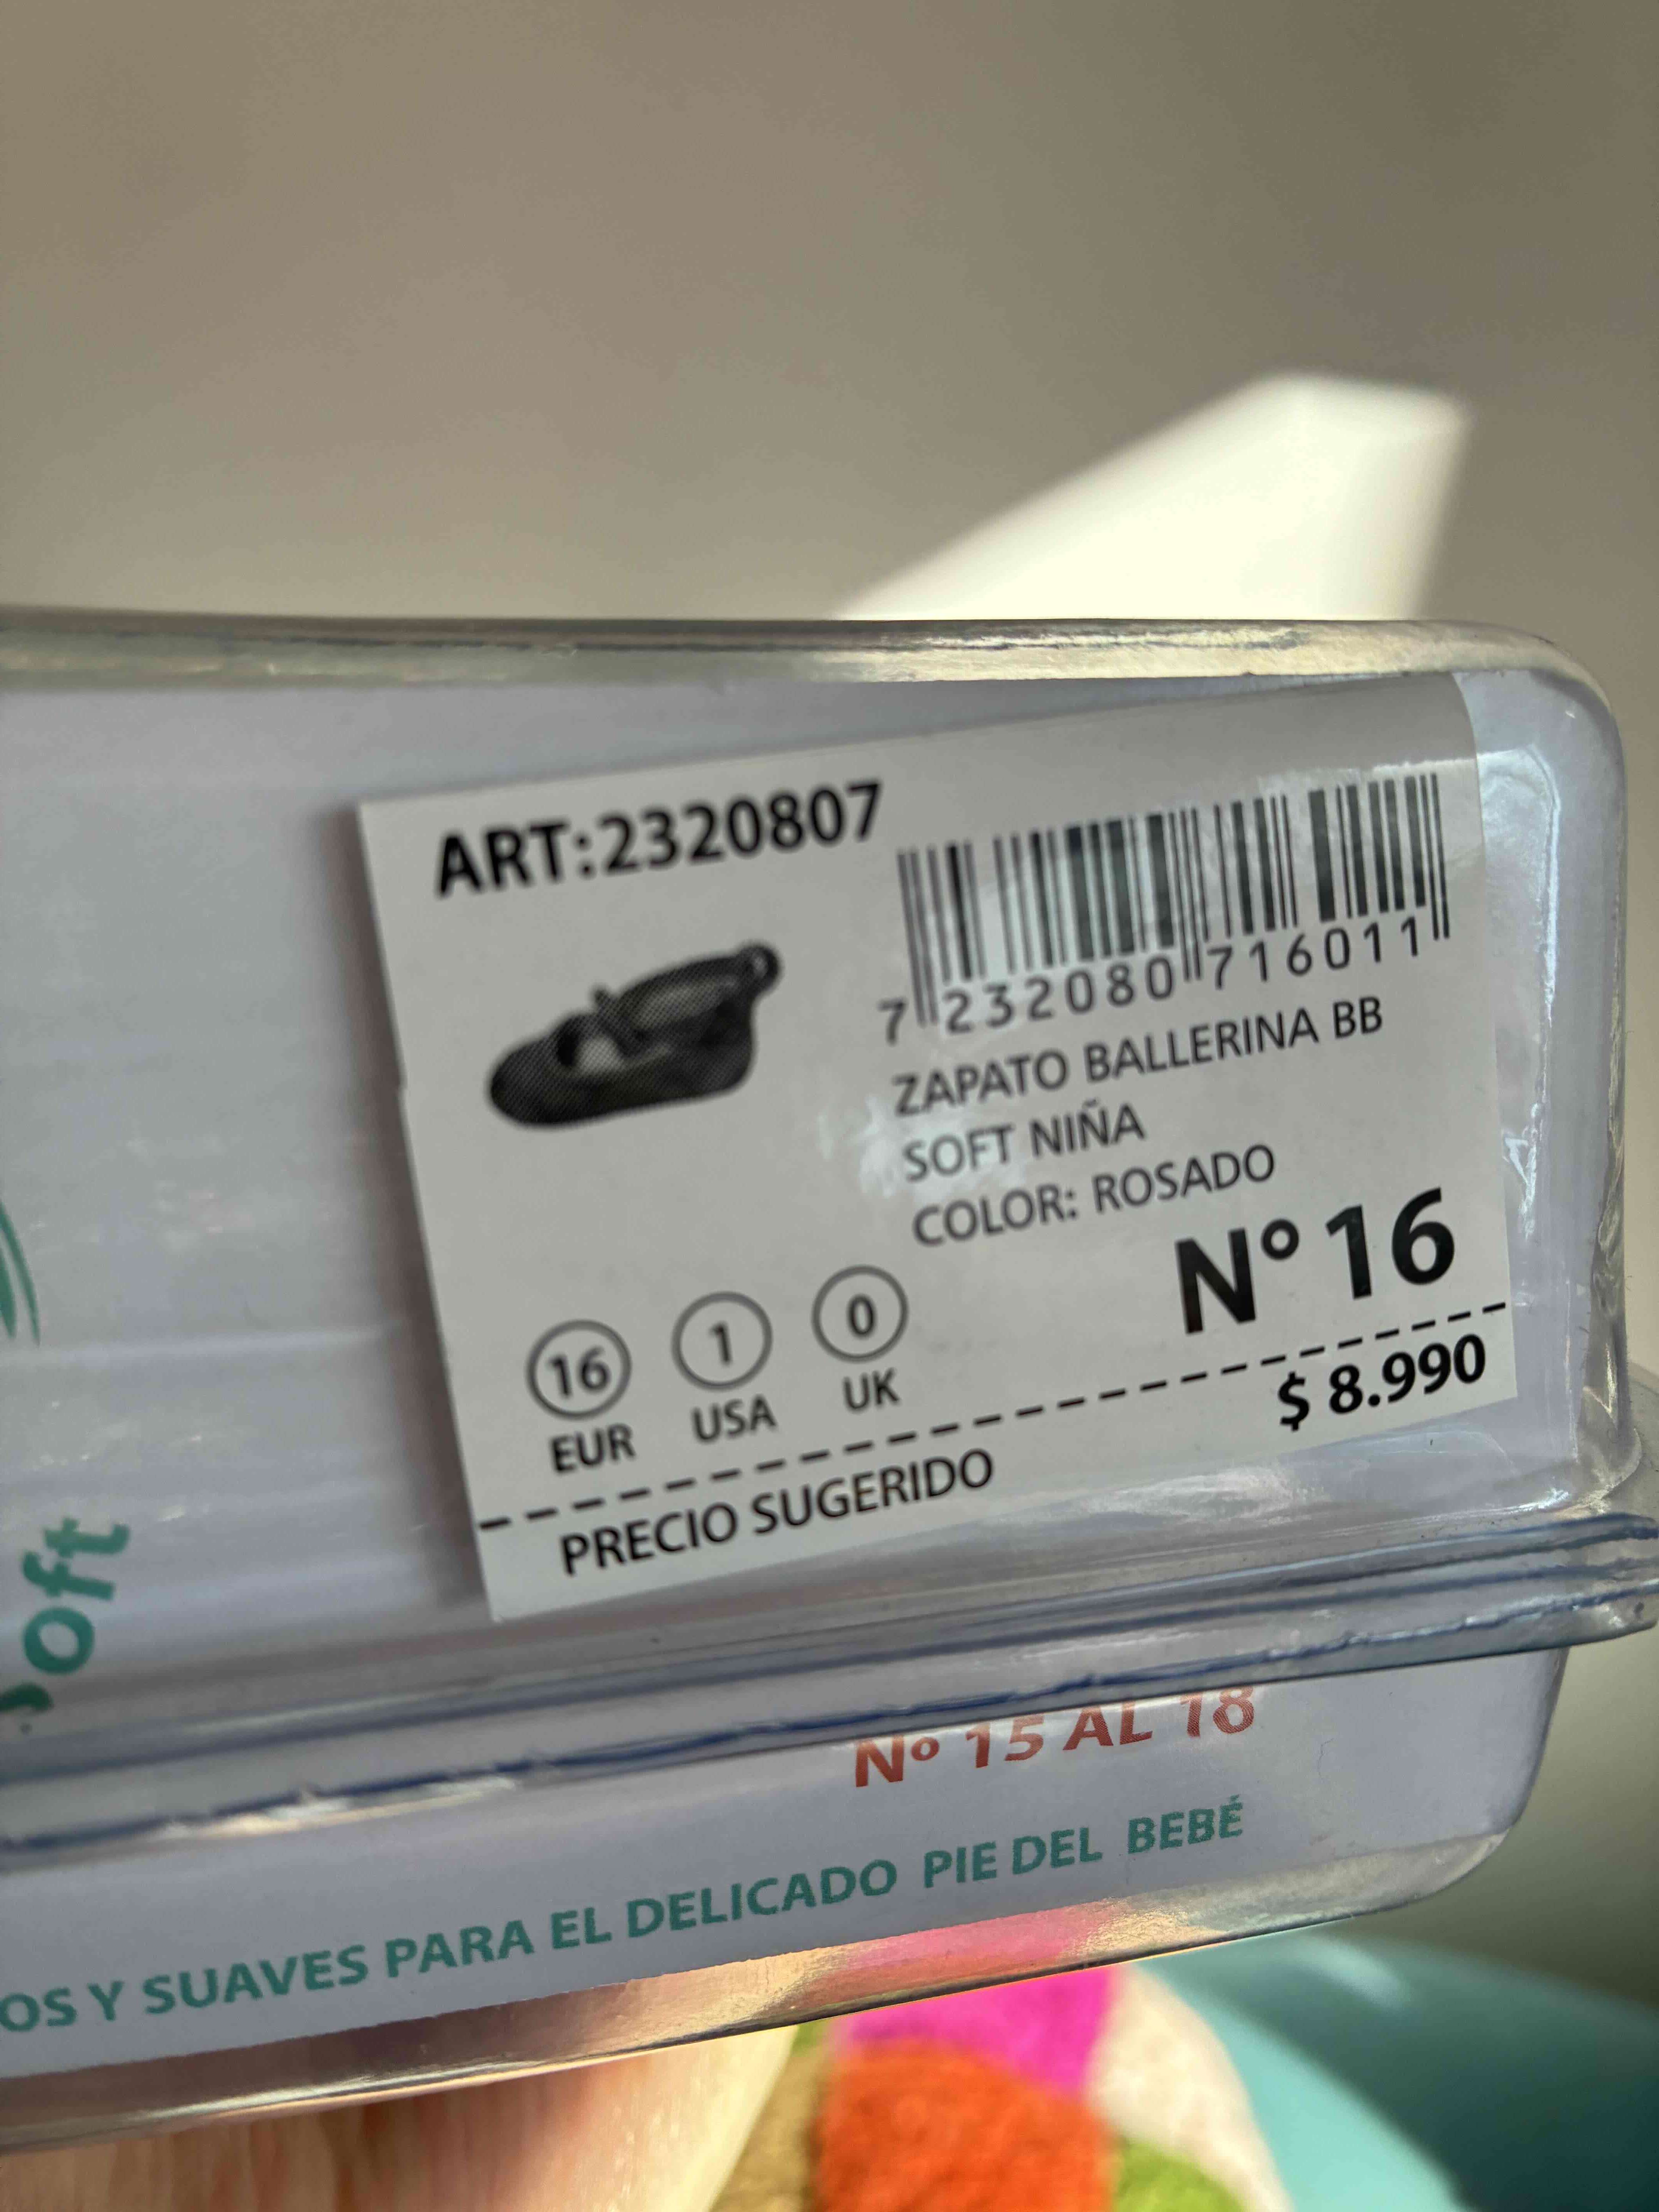 ART:2320807
7 232080 716011
ZAPATO BALLERINA BB
SOFT NIÑA
COLOR: ROSADO
N° 16
16 1 0
EUR USA UK
PRECIO SUGERIDO $ 8.990
soft
Nº 15 AL 18
OS Y SUAVES PARA EL DELICADO PIE DEL BEBÉ